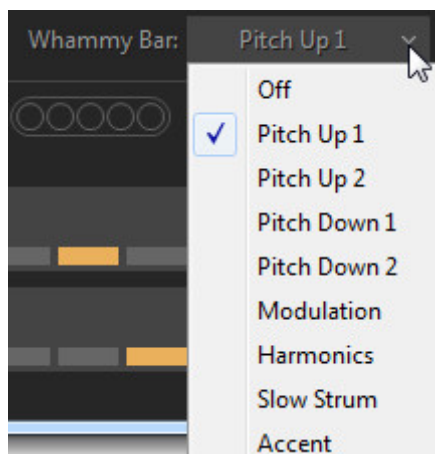 Whammy Bar: Pitch Up 1
Off
Pitch Up 1
Pitch Up 2
Pitch Down 1
Pitch Down 2
Modulation
Harmonics
Slow Strum
Accent